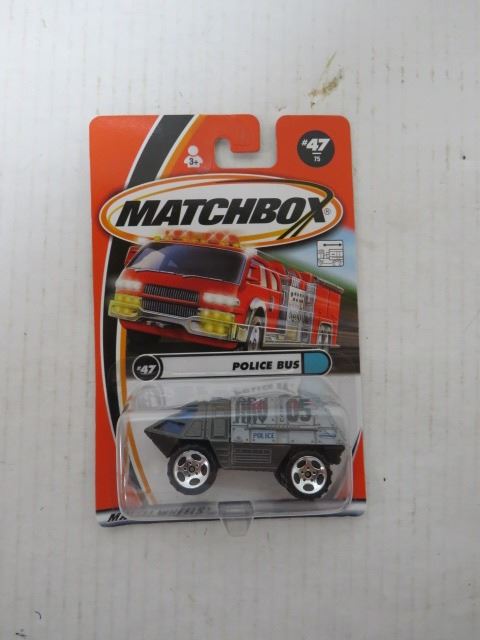 #47
75
3+
MATCHBOX®
#47
POLICE BUS
05
POLICE